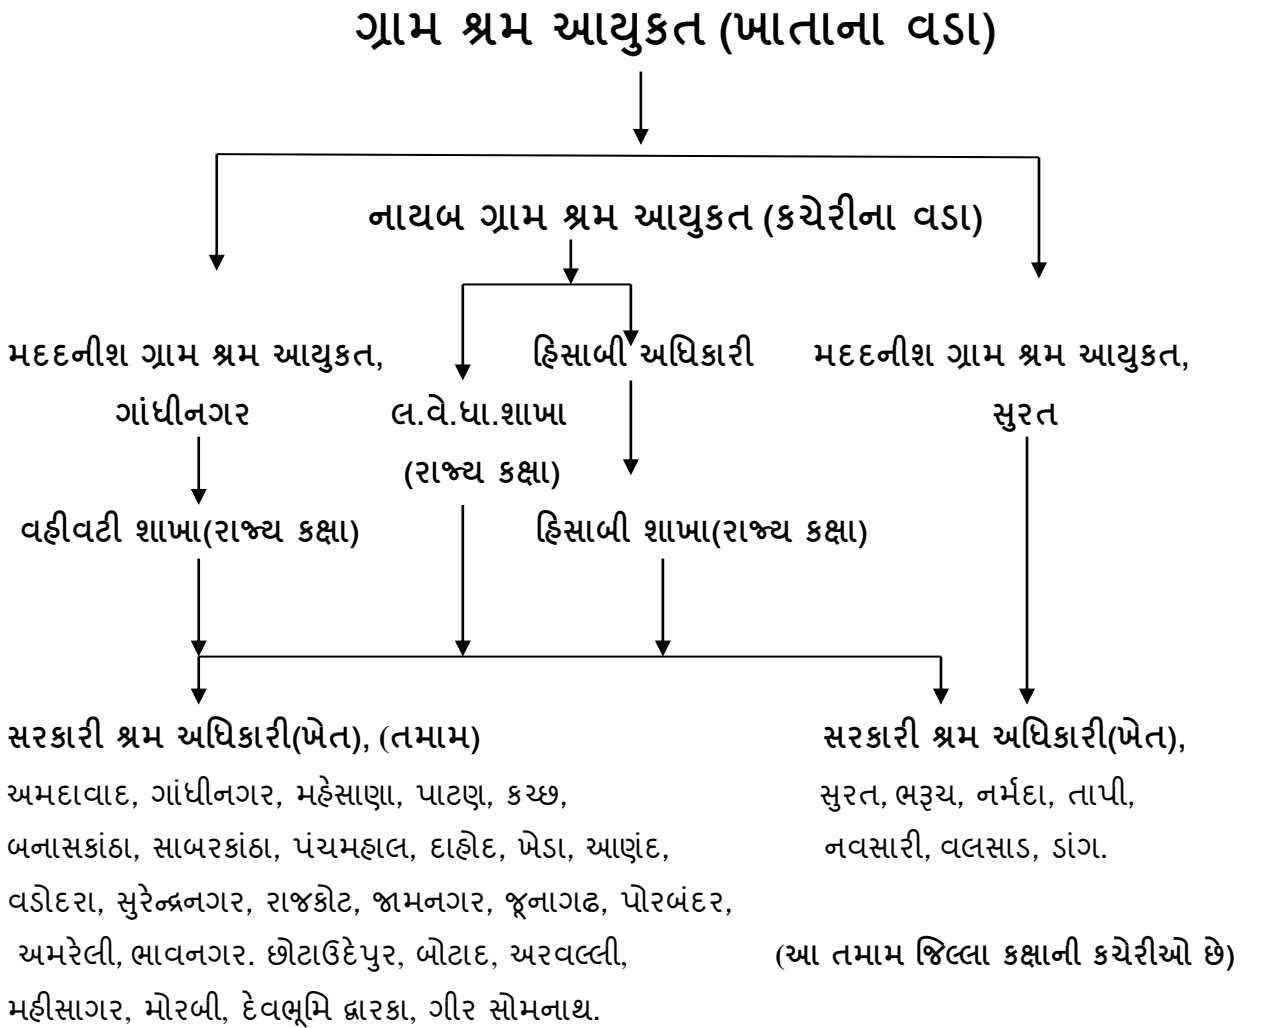 ગ્રામ શ્રમ આયુકત (ખાતાના વડા)
નાયબ ગ્રામ શ્રમ આયુકત (કચેરીના વડા)
મદદનીશ ગ્રામ શ્રમ આયુકત,
ગાંધીનગર
લ.વે.ધા.શાખા
(રાજ્ય કક્ષા)
હિસાબી અધિકારી
મદદનીશ ગ્રામ શ્રમ આયુકત,
સુરત
વહીવટી શાખા(રાજ્ય કક્ષા)
હિસાબી શાખા(રાજ્ય કક્ષા)
સરકારી શ્રમ અધિકારી(ખેત), (તમામ)
અમદાવાદ, ગાંધીનગર, મહેસાણા, પાટણ, કચ્છ,
બનાસકાંઠા, સાબરકાંઠા, પંચમહાલ, દાહોદ, ખેડા, આણંદ,
વડોદરા, સુરેન્દ્રનગર, રાજકોટ, જામનગર, જૂનાગઢ, પોરબંદર,
અમરેલી, ભાવનગર. છોટાઉદેપુર, બોટાદ, અરવલ્લી,
મહીસાગર, મોરબી, દેવભૂમિ દ્વારકા, ગીર સોમનાથ.
સરકારી શ્રમ અધિકારી(ખેત),
સુરત, ભરૂચ, નર્મદા, તાપી,
નવસારી, વલસાડ, ડાંગ.
(આ તમામ જિલ્લા કક્ષાની કચેરીઓ છે)